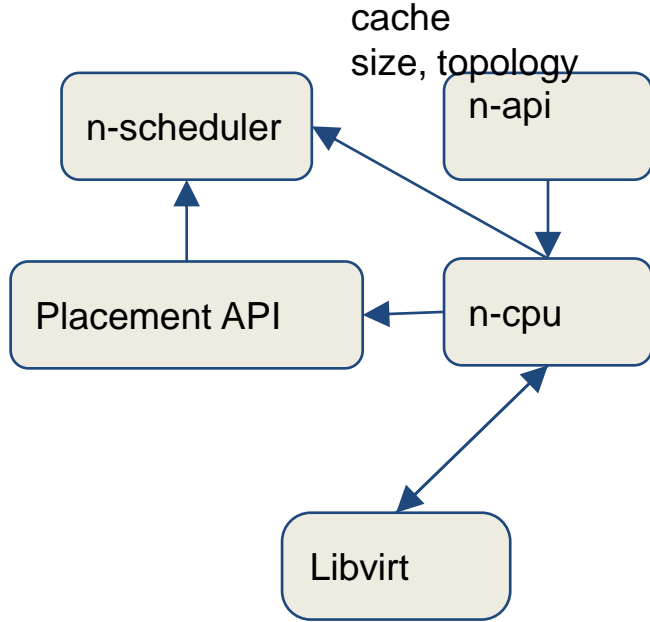 cache
size, topology
n-api
n-scheduler
Placement API
n-cpu
Libvirt